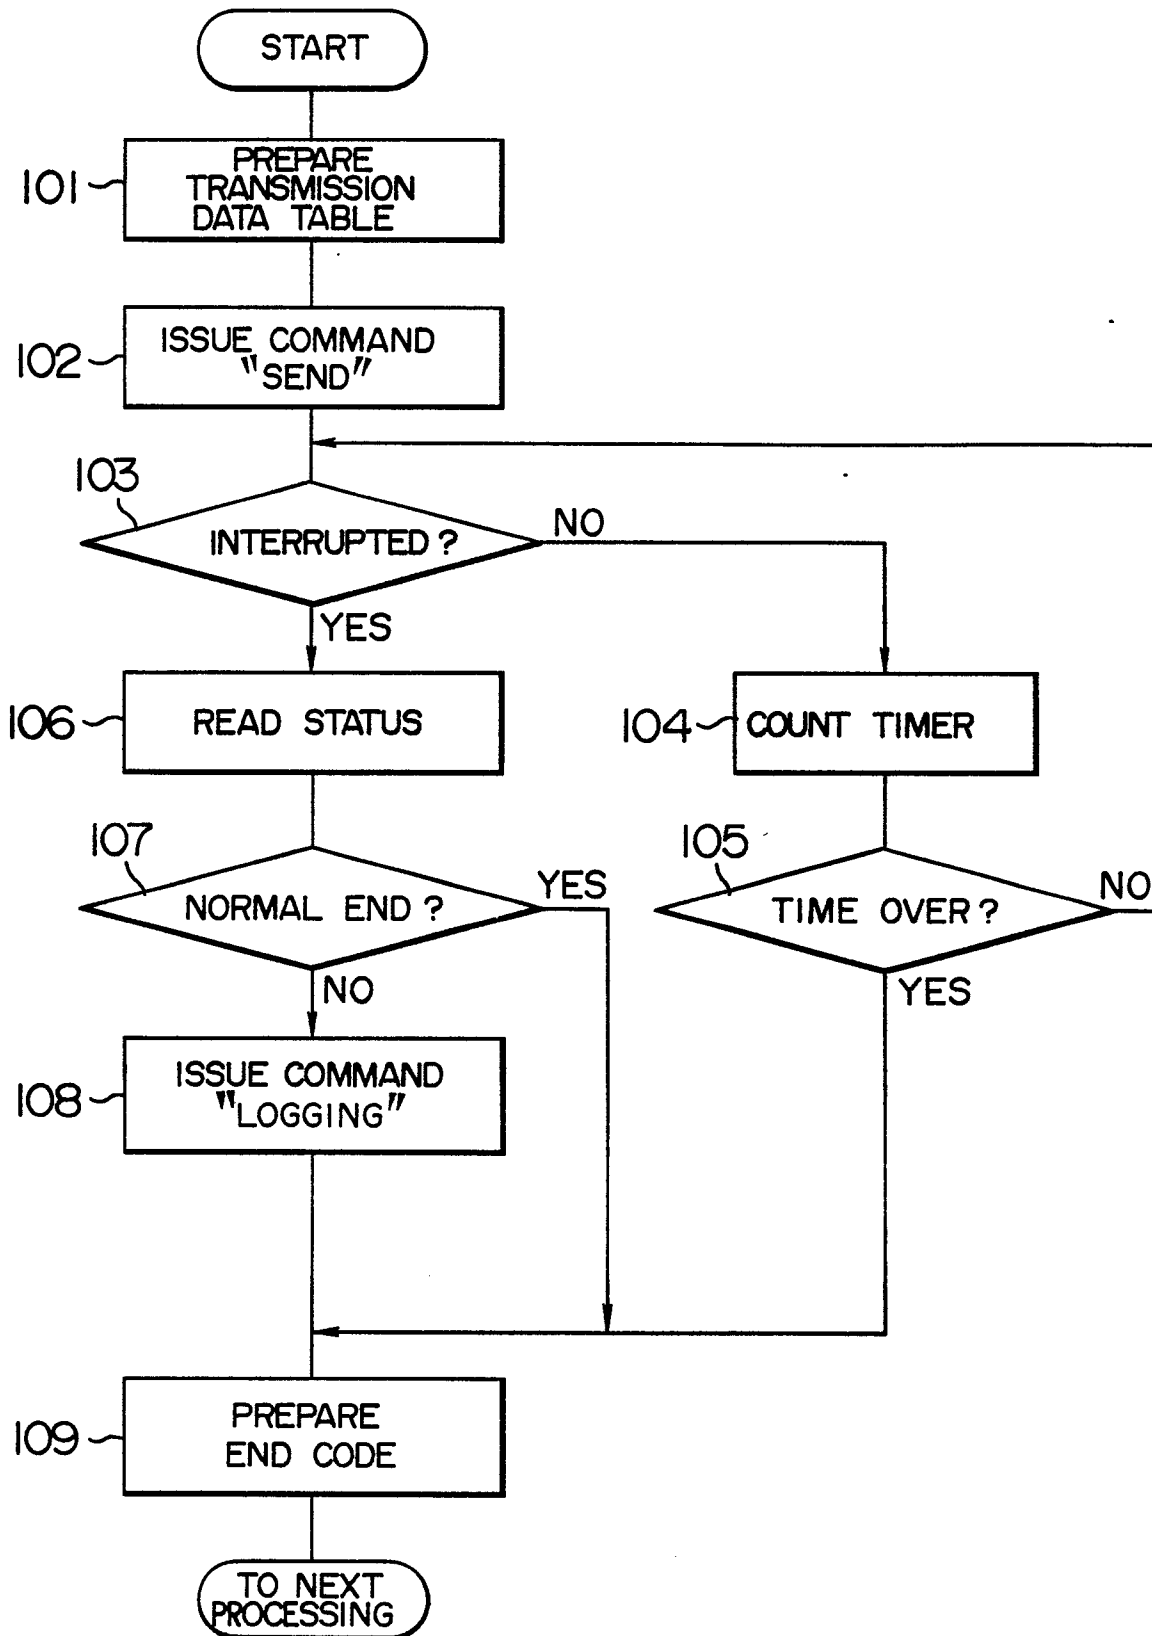 START
101
PREPARE
TRANSMISSION
DATA TABLE
102
ISSUE COMMAND
"SEND"
103
INTERRUPTED?
NO
YES
106
READ STATUS
104
COUNT TIMER
107
NORMAL END?
YES
NO
105
TIME OVER?
NO
YES
108
ISSUE COMMAND
"LOGGING"
109
PREPARE
END CODE
TO NEXT
PROCESSING